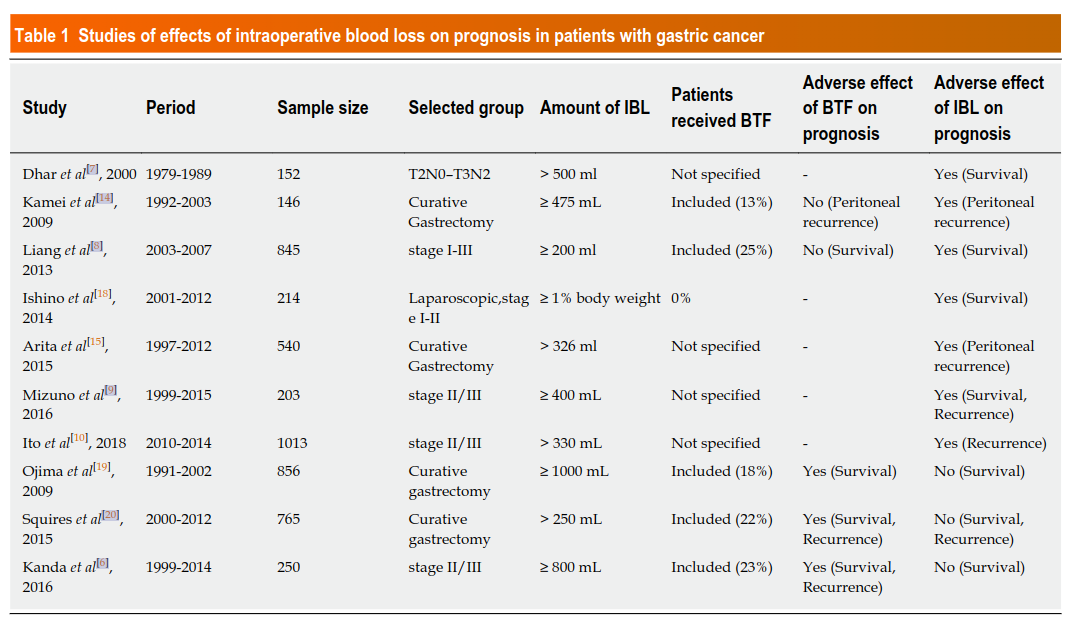 Table 1 Studies of effects of intraoperative blood loss on prognosis in patients with gastric cancer
Study Period Sample size Selected group Amount of IBL Patients received BTF Adverse effect of BTF on prognosis Adverse effect of IBL on prognosis
Dhar et al[7], 2000 1979-1989 152 T2N0–T3N2 > 500 ml Not specified - Yes (Survival)
Kamei et al[14], 1992-2003 146 Curative ≥ 475 mL Included (13%) No (Peritoneal Yes (Peritoneal
2009 Gastrectomy recurrence) recurrence)
Liang et al[8], 2003-2007 845 stage I-III ≥ 200 ml Included (25%) No (Survival) Yes (Survival)
2013
Ishino et al[18], 2001-2012 214 Laparoscopic,stag ≥ 1% body weight 0% - Yes (Survival)
2014 e I-II
Arita et al[15], 1997-2012 540 Curative > 326 ml Not specified - Yes (Peritoneal
2015 Gastrectomy recurrence)
Mizuno et al[9], 1999-2015 203 stage II/III ≥ 400 mL Not specified - Yes (Survival,
2016 Recurrence)
Ito et al[10], 2018 2010-2014 1013 stage II/III > 330 mL Not specified - Yes (Recurrence)
Ojima et al[19], 1991-2002 856 Curative ≥ 1000 mL Included (18%) Yes (Survival) No (Survival)
2009 gastrectomy
Squires et al[20], 2000-2012 765 Curative > 250 mL Included (22%) Yes (Survival, No (Survival,
2015 gastrectomy Recurrence) Recurrence)
Kanda et al[6], 1999-2014 250 stage II/III ≥ 800 mL Included (23%) Yes (Survival, No (Survival)
2016 Recurrence)